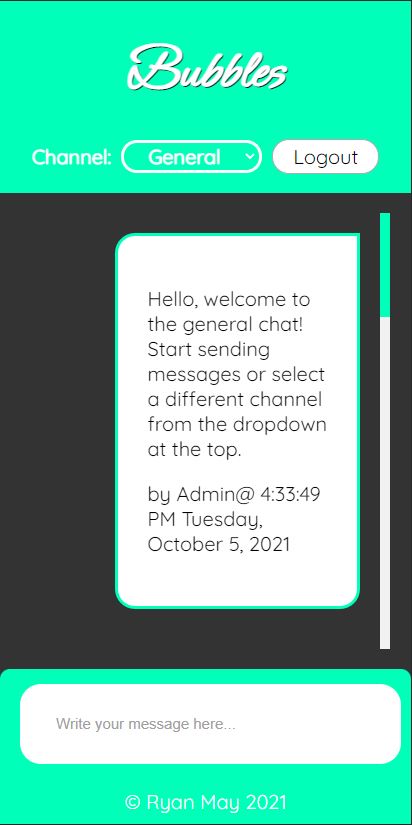 Bubbles
Channel: General Logout
Hello, welcome to
the general chat!
Start sending
messages or select
a different channel
from the dropdown
at the top.
by Admin@ 4:33:49
PM Tuesday,
October 5, 2021
Write your message here...
© Ryan May 2021